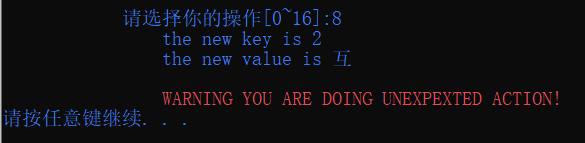 请选择你的操作[0~16]:8
the new key is 2
the new value is 互
WARNING YOU ARE DOING UNEXPEXTED ACTION!
请按任意键继续. . .